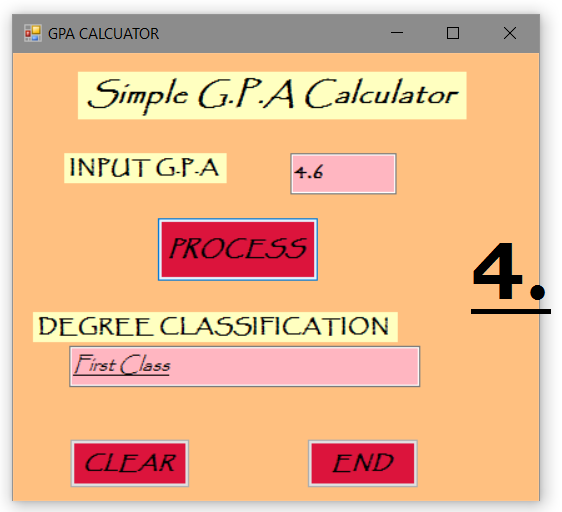 GPA CALCUATOR
Simple G.P.A Calculator
INPUT G.P.A
4.6
PROCESS
4.
DEGREE CLASSIFICATION
First Class
CLEAR
END